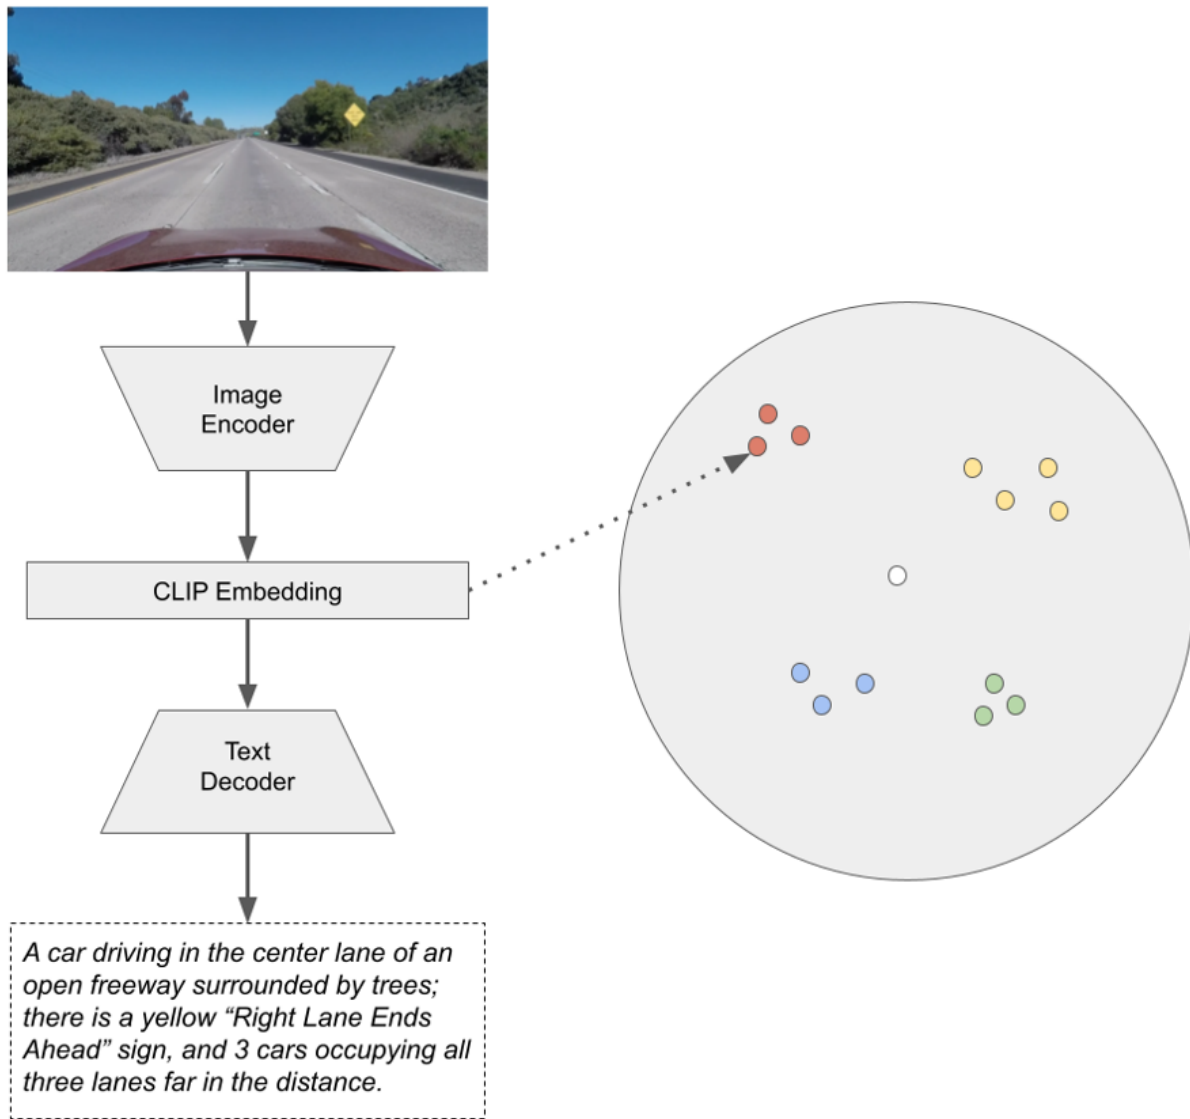 Image
Encoder
CLIP Embedding
Text
Decoder
A car driving in the center lane of an
open freeway surrounded by trees;
there is a yellow “Right Lane Ends
Ahead” sign, and 3 cars occupying all
three lanes far in the distance.